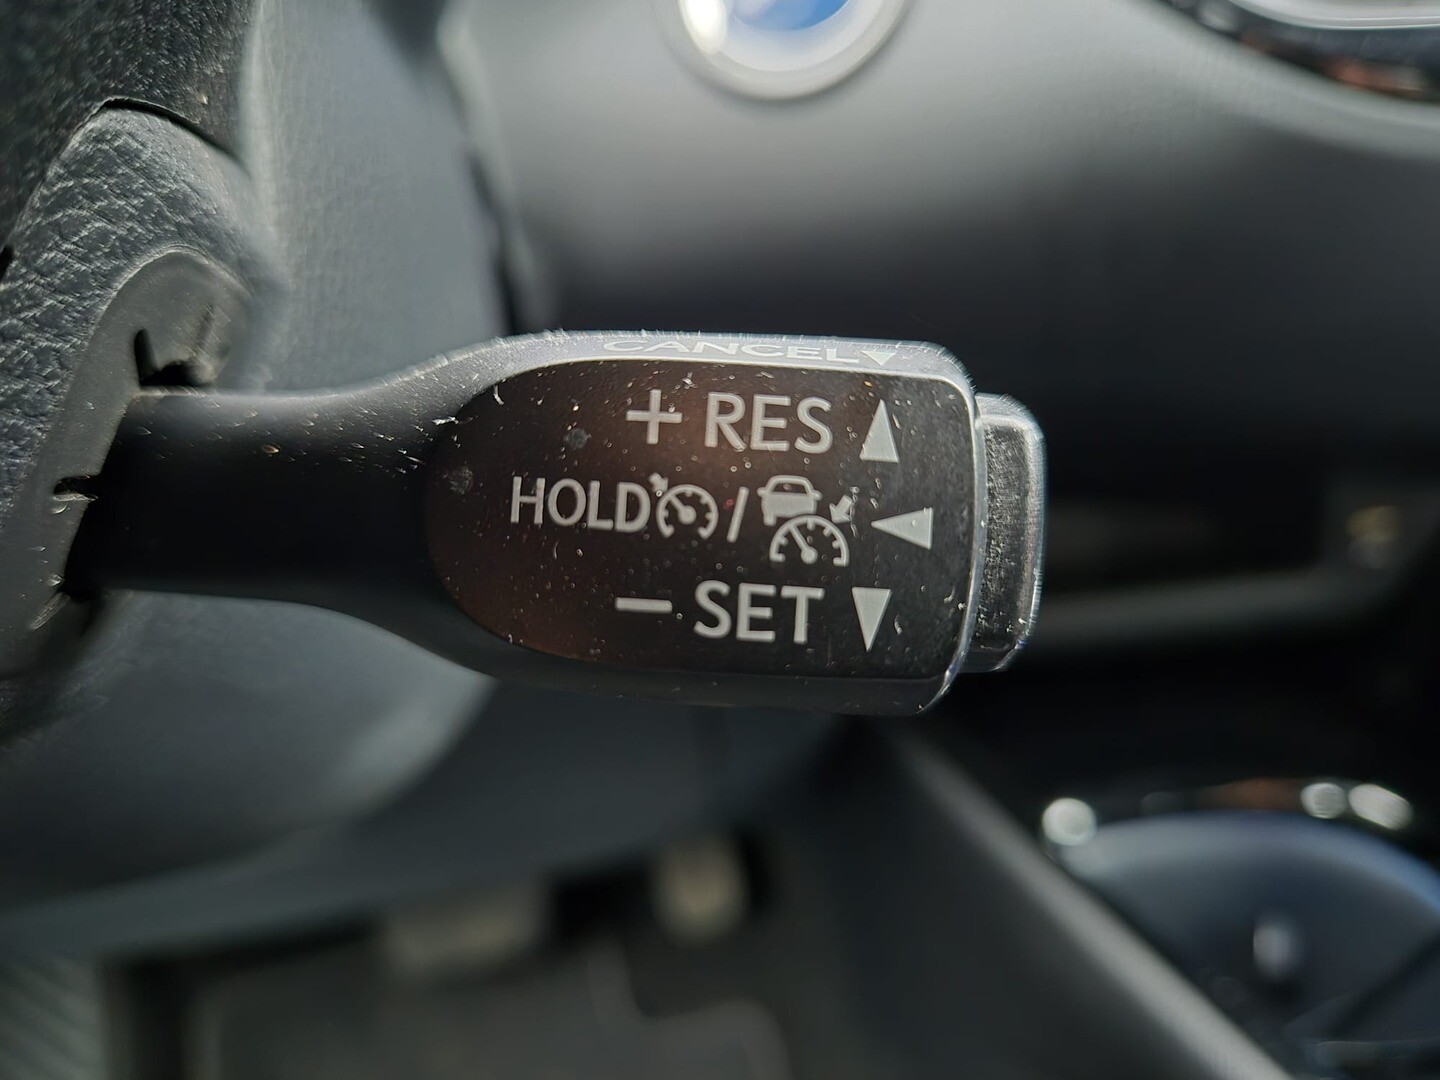 CANCEL▼
+ RES ▲
HOLD / ◀
− SET ▼